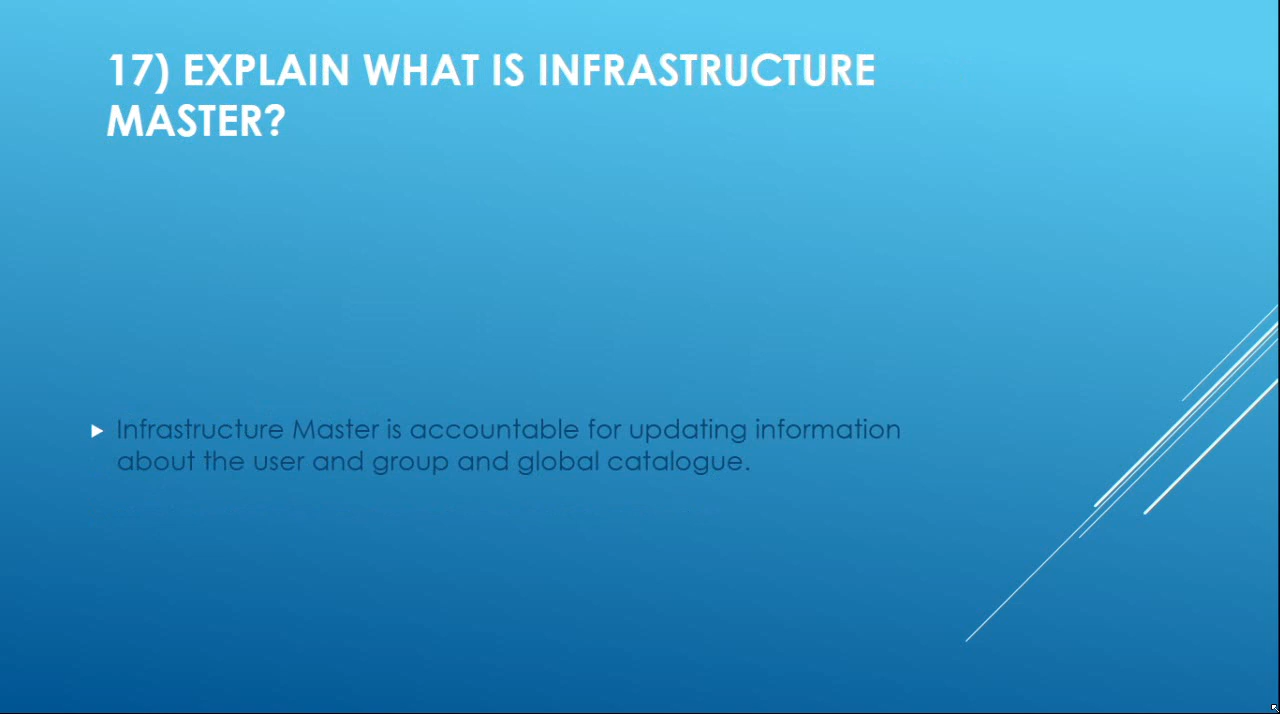 17) EXPLAIN WHAT IS INFRASTRUCTURE
MASTER?
Infrastructure Master is accountable for updating information
about the user and group and global catalogue.